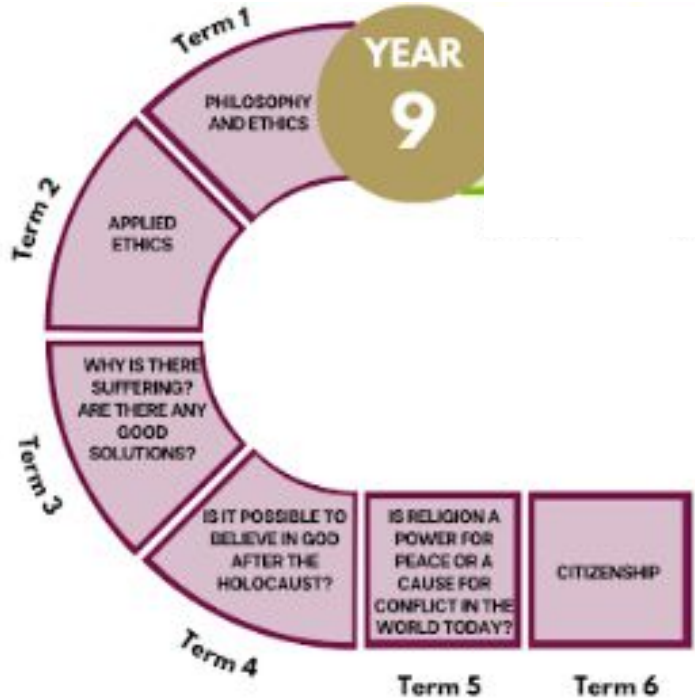 YEAR
9
Term 1
PHILOSOPHY
AND ETHICS
Term 2
APPLIED
ETHICS
Term 3
WHY IS THERE
SUFFERING?
ARE THERE ANY
GOOD
SOLUTIONS?
Term 4
IS IT POSSIBLE TO
BELIEVE IN GOD
AFTER THE
HOLOCAUST?
IS RELIGION A
POWER FOR
PEACE OR A
CAUSE FOR
CONFLICT IN THE
WORLD TODAY?
Term 5
CITIZENSHIP
Term 6